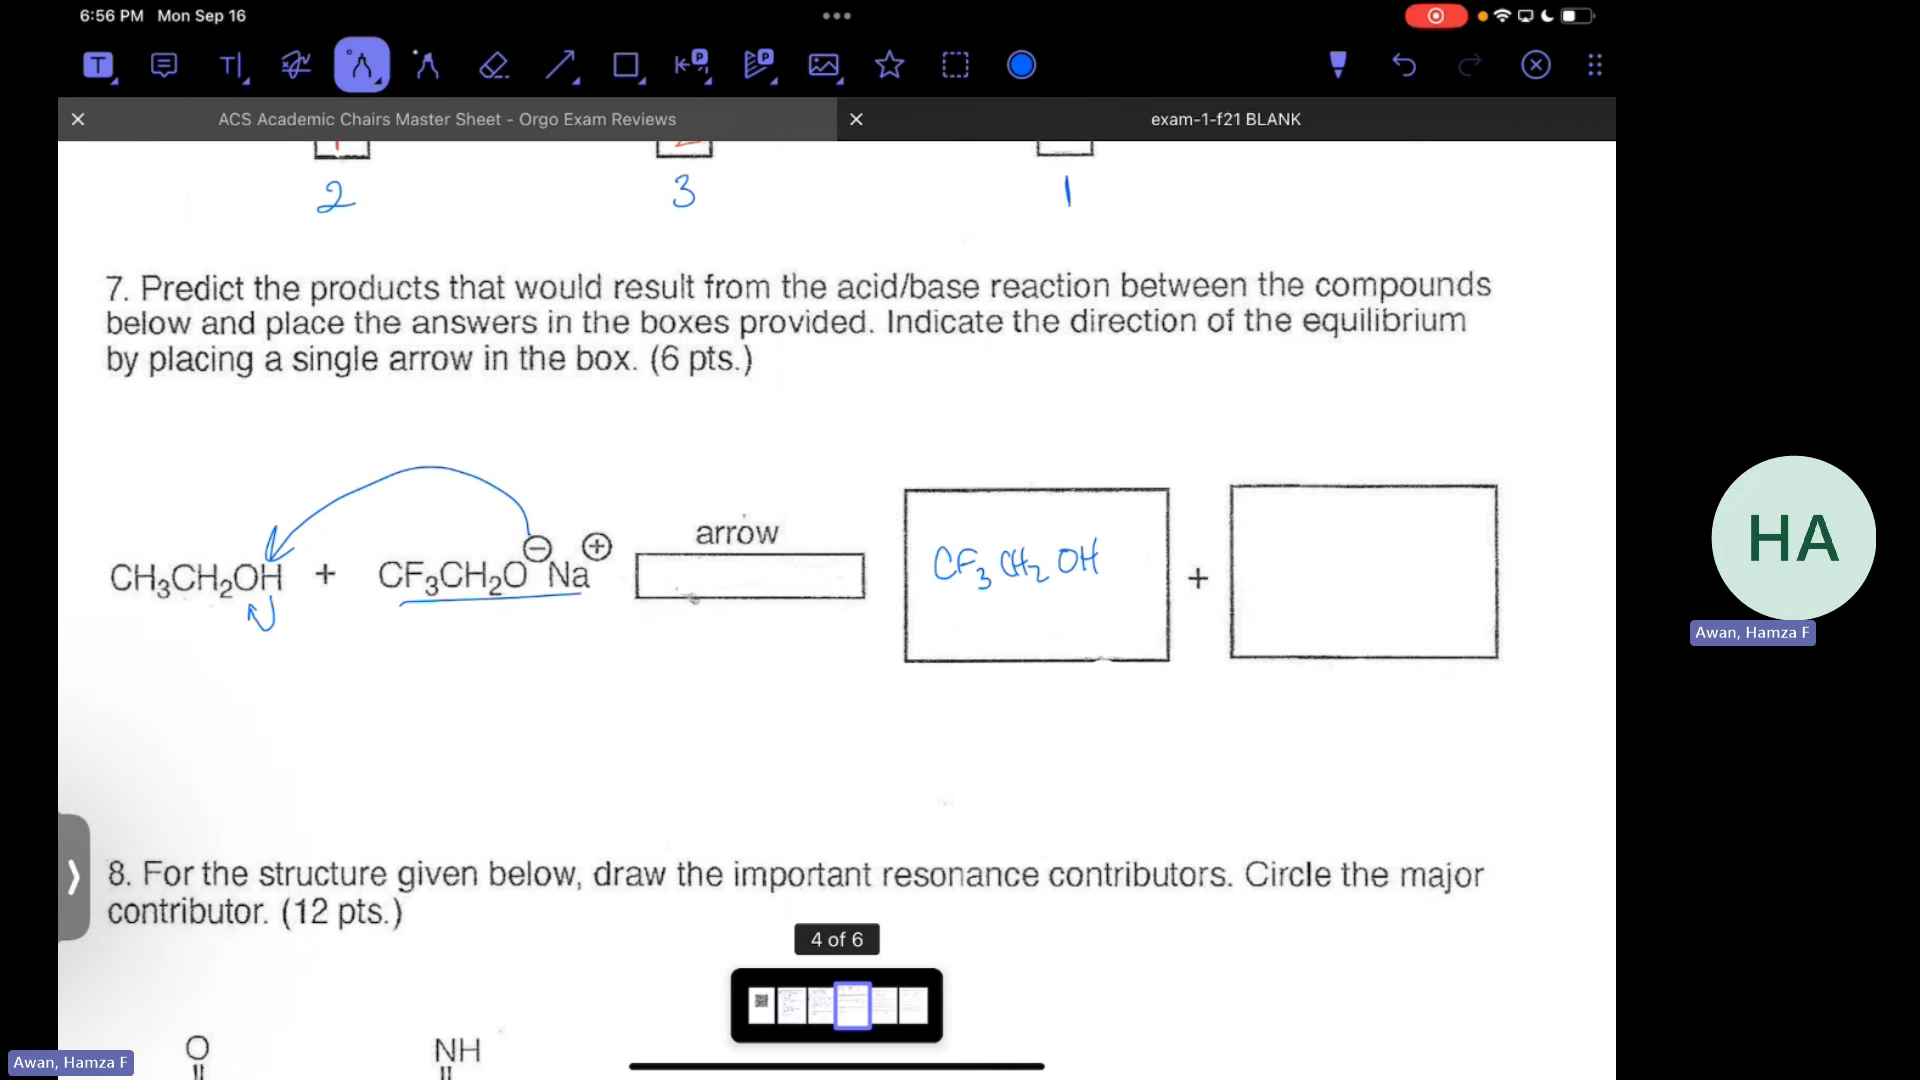 6:56 PM Mon Sep 16
ACS Academic Chairs Master Sheet - Orgo Exam Reviews
exam-1-f21 BLANK
2 3 1
7. Predict the products that would result from the acid/base reaction between the compounds
below and place the answers in the boxes provided. Indicate the direction of the equilibrium
by placing a single arrow in the box. (6 pts.)
arrow
CH₃CH₂OH + CF₃CH₂O⊖Na⊕ CF₃CH₂OH +
HA
Awan, Hamza F
8. For the structure given below, draw the important resonance contributors. Circle the major
contributor. (12 pts.)
4 of 6
O NH
Awan, Hamza F